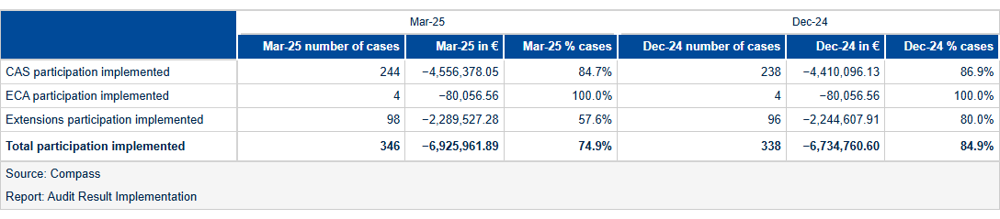 Mar-25 Dec-24
Mar-25 number of cases Mar-25 in € Mar-25 % cases Dec-24 number of cases Dec-24 in € Dec-24 % cases
CAS participation implemented 244 −4,556,378.05 84.7% 238 −4,410,096.13 86.9%
ECA participation implemented 4 −80,056.56 100.0% 4 −80,056.56 100.0%
Extensions participation implemented 98 −2,289,527.28 57.6% 96 −2,244,607.91 80.0%
Total participation implemented 346 −6,925,961.89 74.9% 338 −6,734,760.60 84.9%
Source: Compass
Report: Audit Result Implementation